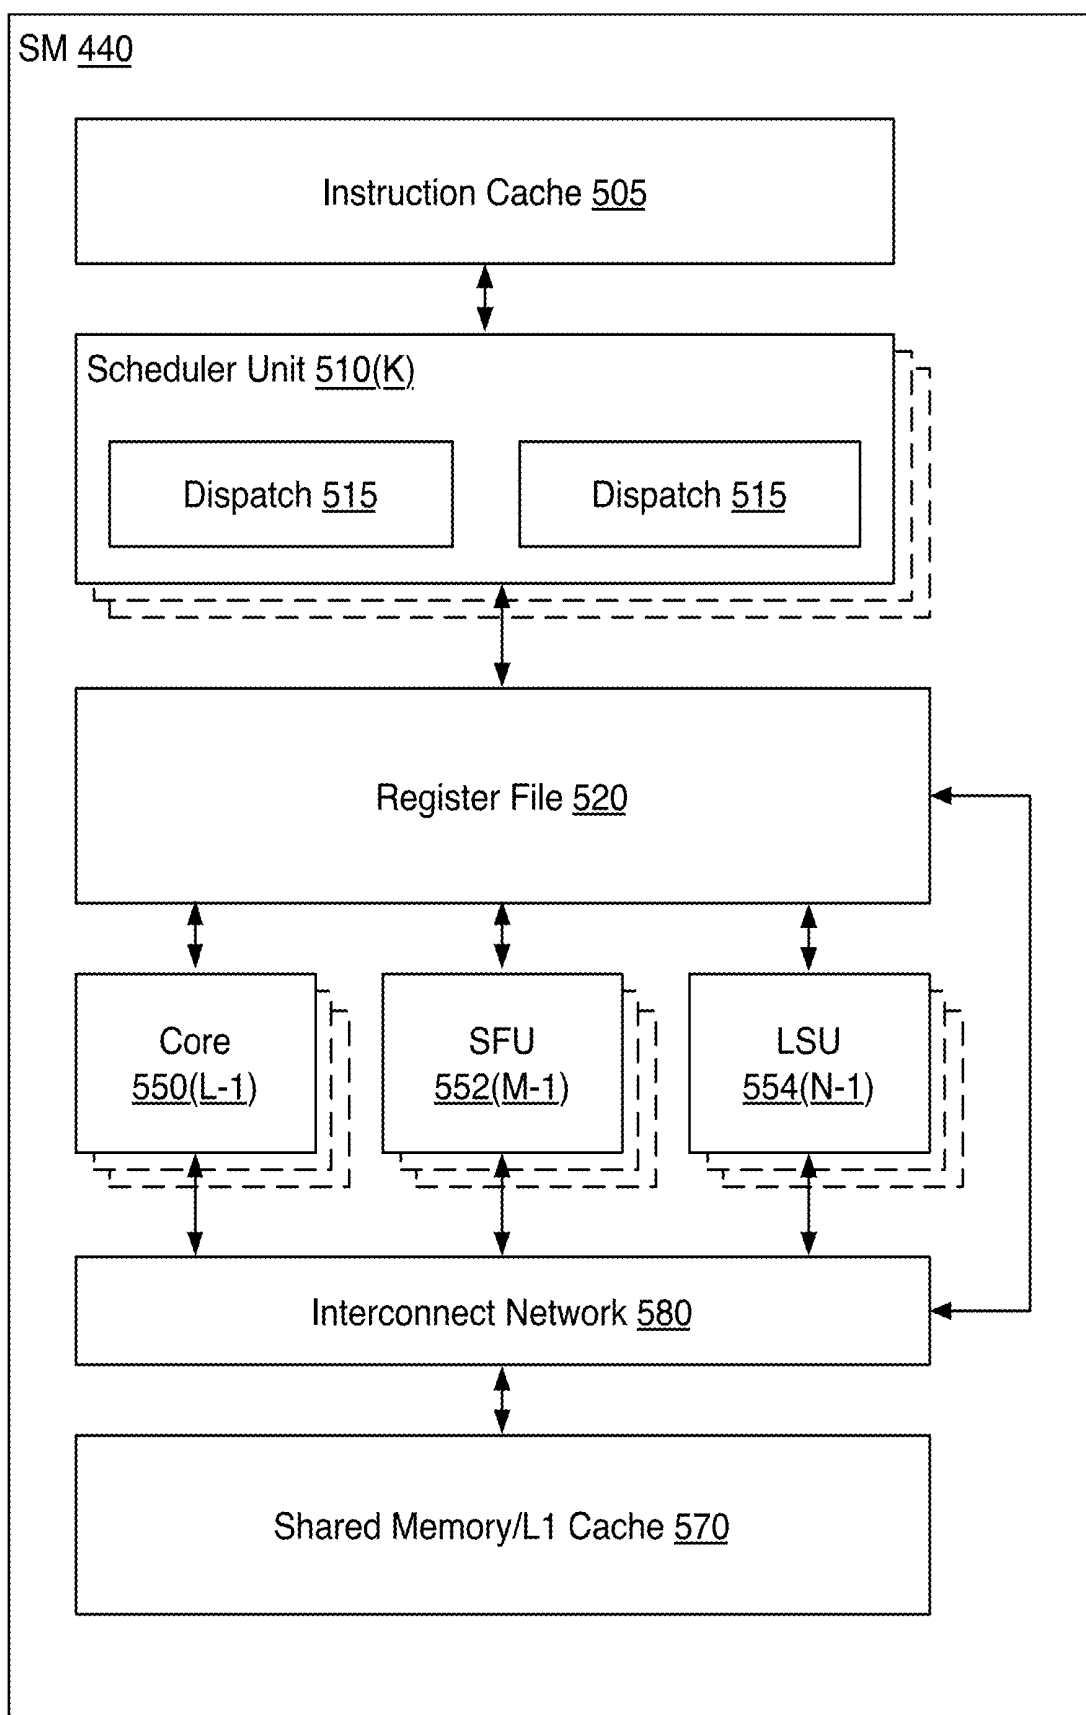 SM 440
Instruction Cache 505
Scheduler Unit 510(K)
Dispatch 515
Dispatch 515
Register File 520
Core
550(L-1)
SFU
552(M-1)
LSU
554(N-1)
Interconnect Network 580
Shared Memory/L1 Cache 570